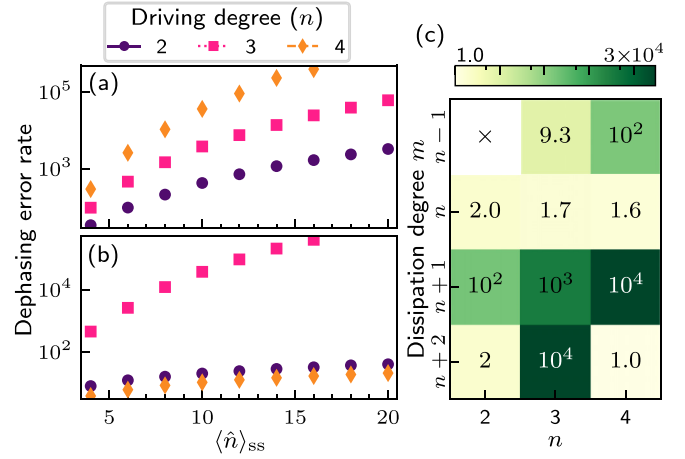 Driving degree (n)
2 3 4
(a)
10^5
10^3
Dephasing error rate
(b)
10^4
10^2
5 10 15 20
⟨n̂⟩ss
(c)
1.0 3×10^4
Dissipation degree m
n − 1 × 9.3 10^2
n 2.0 1.7 1.6
n + 1 10^2 10^3 10^4
n + 2 2 10^4 1.0
2 3 4
n